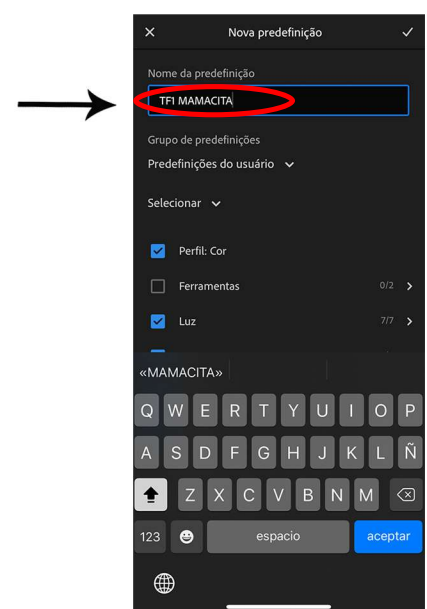 Nova predefinição
Nome da predefinição
TF1 MAMACITA
Grupo de predefinições
Predefinições do usuário
Selecionar
Perfil: Cor
Ferramentas 0/2
Luz 7/7
«MAMACITA»
Q W E R T Y U I O P
A S D F G H J K L Ñ
Z X C V B N M
123 espacio aceptar